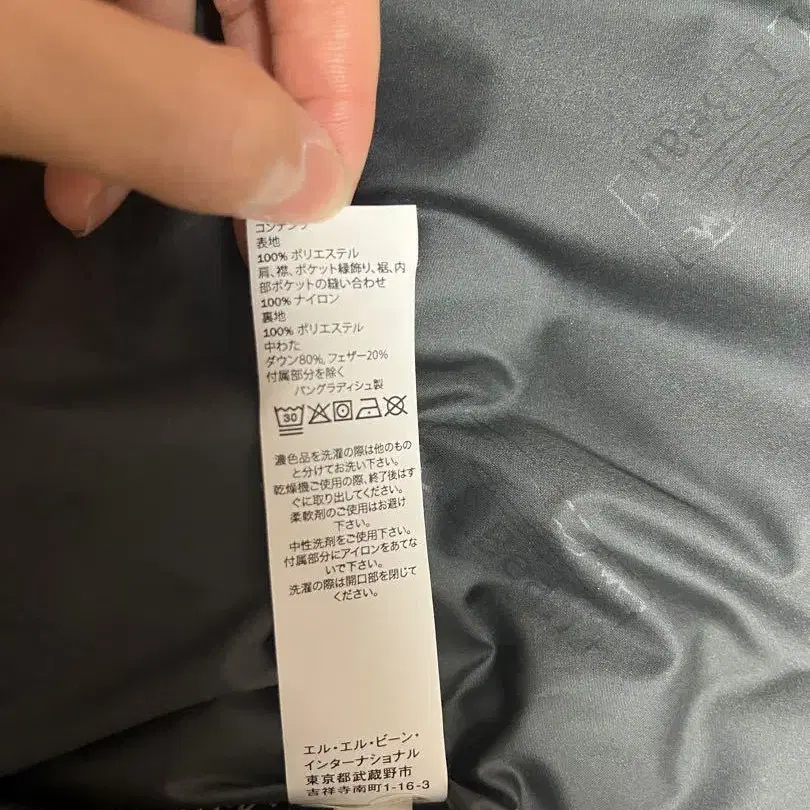 コンテンツ
表地
100% ポリエステル
肩、襟、ポケット縁飾り、裾、内
部ポケットの縫い合わせ
100% ナイロン
裏地
100% ポリエステル
中わた
ダウン80%, フェザー20%
付属部分を除く
バングラディシュ製
30
濃色品を洗濯の際は他のもの
と分けてお洗い下さい。
乾燥機ご使用の際、終了後はす
ぐに取り出してください。
柔軟剤のご使用はお避け
下さい。
中性洗剤をご使用下さい。
付属部分にアイロンをあてな
いで下さい。
洗濯の際は開口部を閉じて
ください。
エル・エル・ビーン・
インターナショナル
東京都武蔵野市
吉祥寺南町1-16-3
L.L.Bean